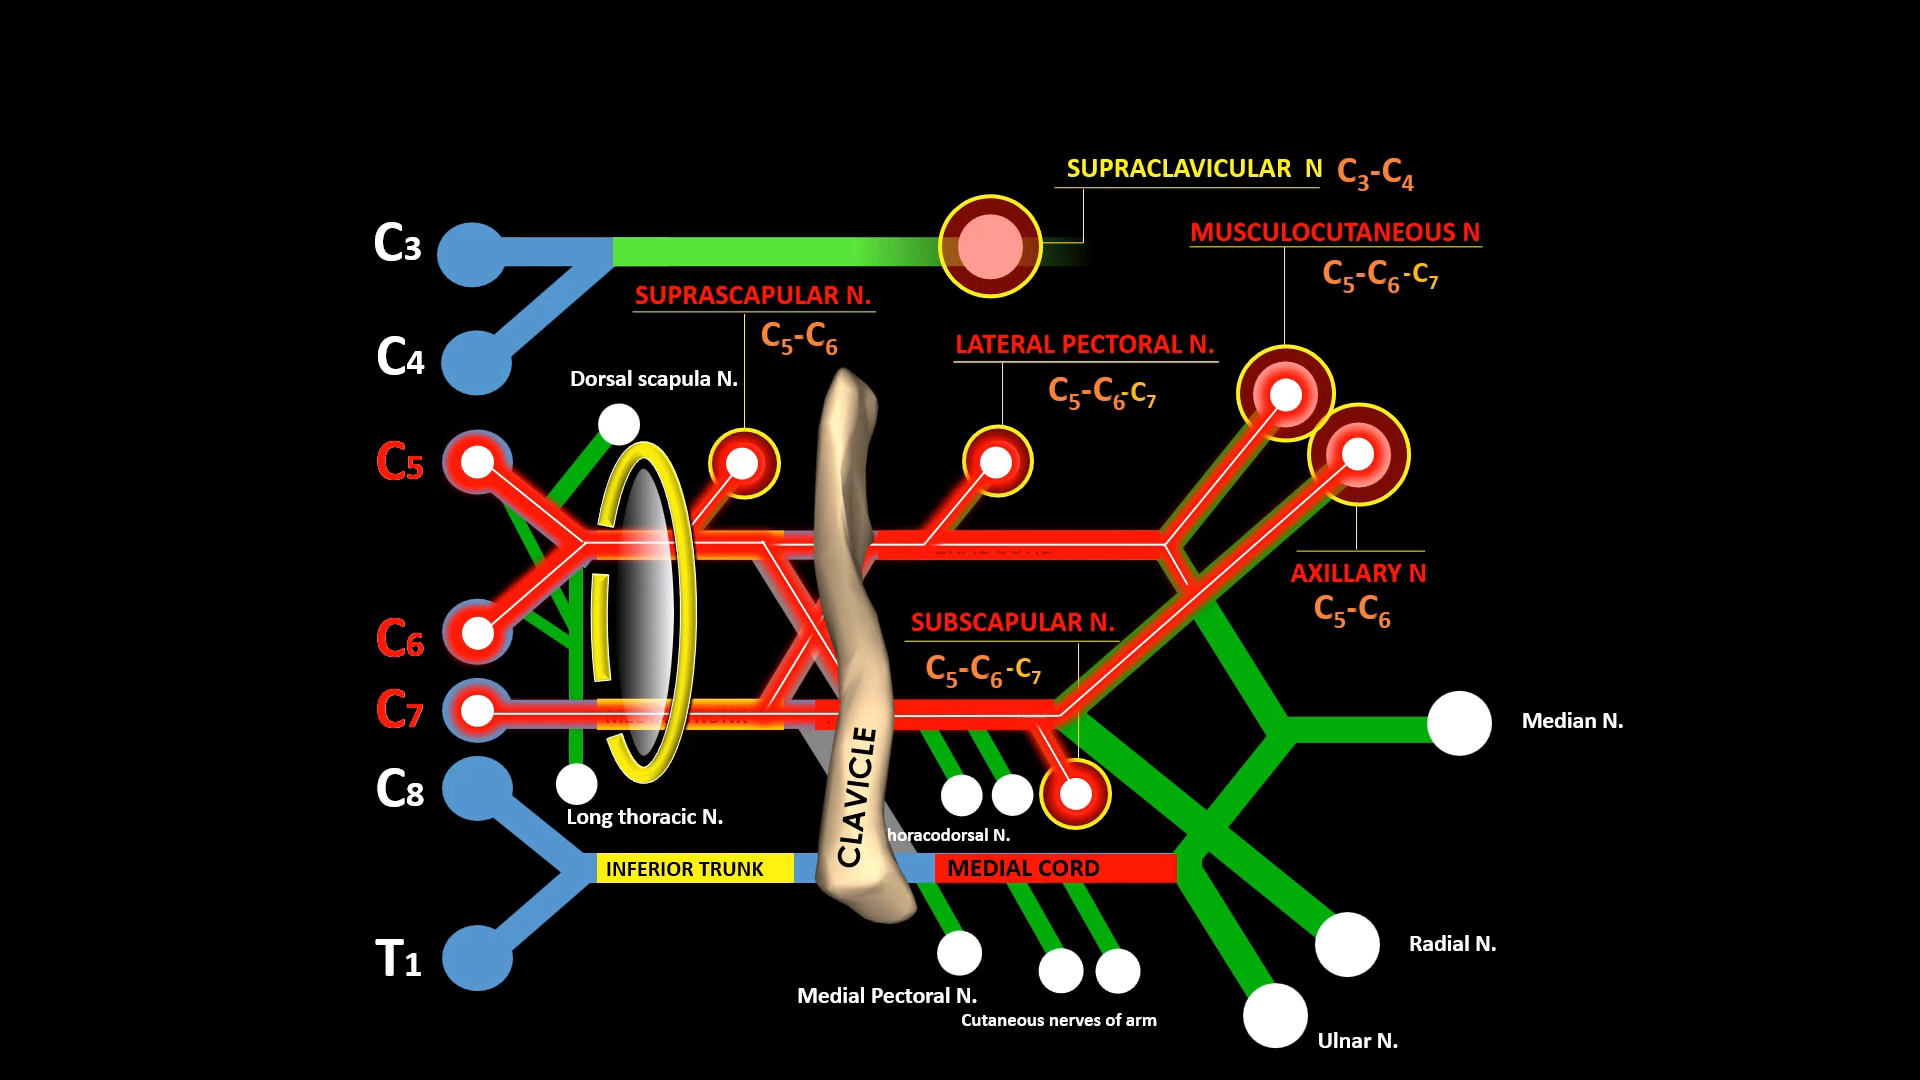 SUPRACLAVICULAR N C3-C4
MUSCULOCUTANEOUS N
C5-C6-C7
C3
SUPRASCAPULAR N.
C5-C6
LATERAL PECTORAL N.
C5-C6-C7
C4
Dorsal scapula N.
C5
AXILLARY N
C5-C6
SUBSCAPULAR N.
C5-C6-C7
C6
C7
Median N.
CLAVICLE
C8
Long thoracic N.
horacodorsal N.
INFERIOR TRUNK
MEDIAL CORD
T1
Radial N.
Medial Pectoral N.
Cutaneous nerves of arm
Ulnar N.